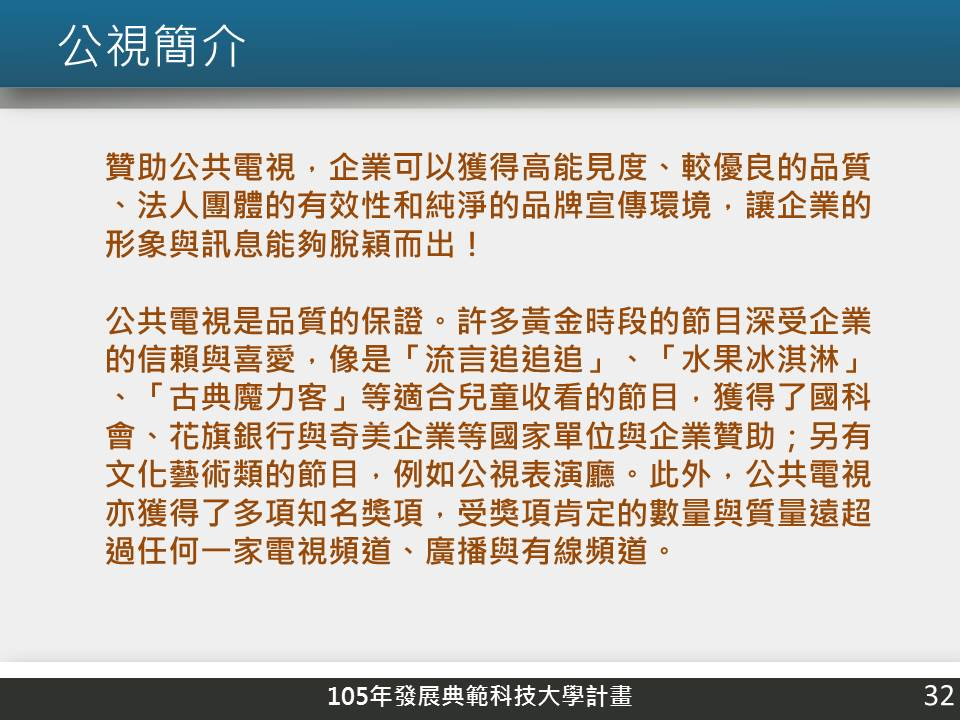 公視簡介
贊助公共電視，企業可以獲得高能見度、較優良的品質
、法人團體的有效性和純淨的品牌宣傳環境，讓企業的
形象與訊息能夠脫穎而出！
公共電視是品質的保證。許多黃金時段的節目深受企業
的信賴與喜愛，像是「流言追追追」、「水果冰淇淋」
、「古典魔力客」等適合兒童收看的節目，獲得了國科
會、花旗銀行與奇美企業等國家單位與企業贊助；另有
文化藝術類的節目，例如公視表演廳。此外，公共電視
亦獲得了多項知名獎項，受獎項肯定的數量與質量遠超
過任何一家電視頻道、廣播與有線頻道。
105年發展典範科技大學計畫
32